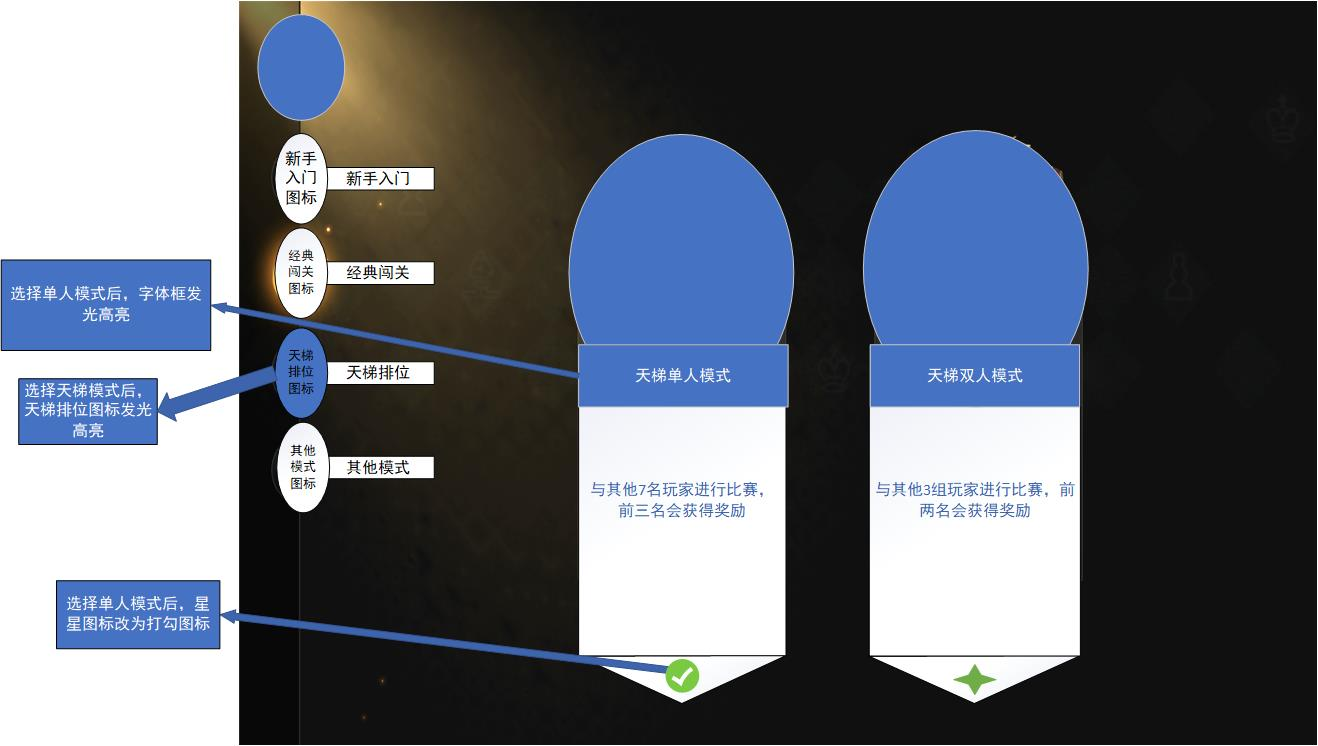 新手
入门
图标
新手入门
经典
闯关
图标
经典闯关
选择单人模式后，字体框发
光高亮
天梯
排位
图标
天梯排位
选择天梯模式后，
天梯排位图标发光
高亮
其他
模式
图标
其他模式
天梯单人模式
与其他7名玩家进行比赛，
前三名会获得奖励
天梯双人模式
与其他3组玩家进行比赛，前
两名会获得奖励
选择单人模式后，星
星图标改为打勾图标